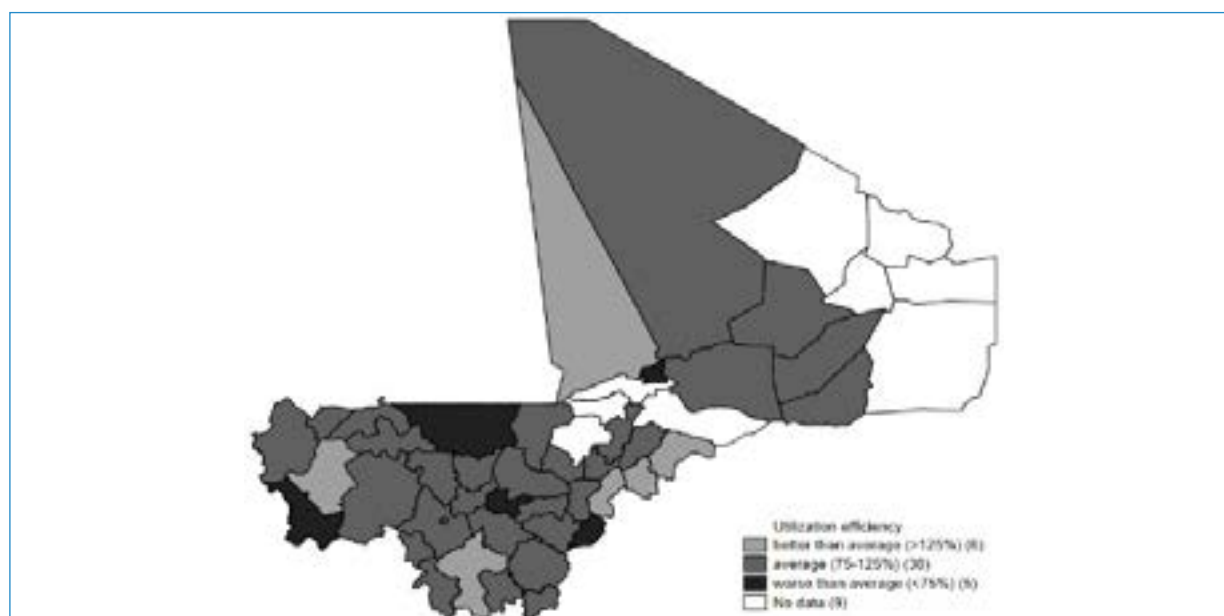 Utilization efficiency
better than average (>125%) (6)
average (75-125%) (30)
worse than average (<75%) (5)
No data (9)